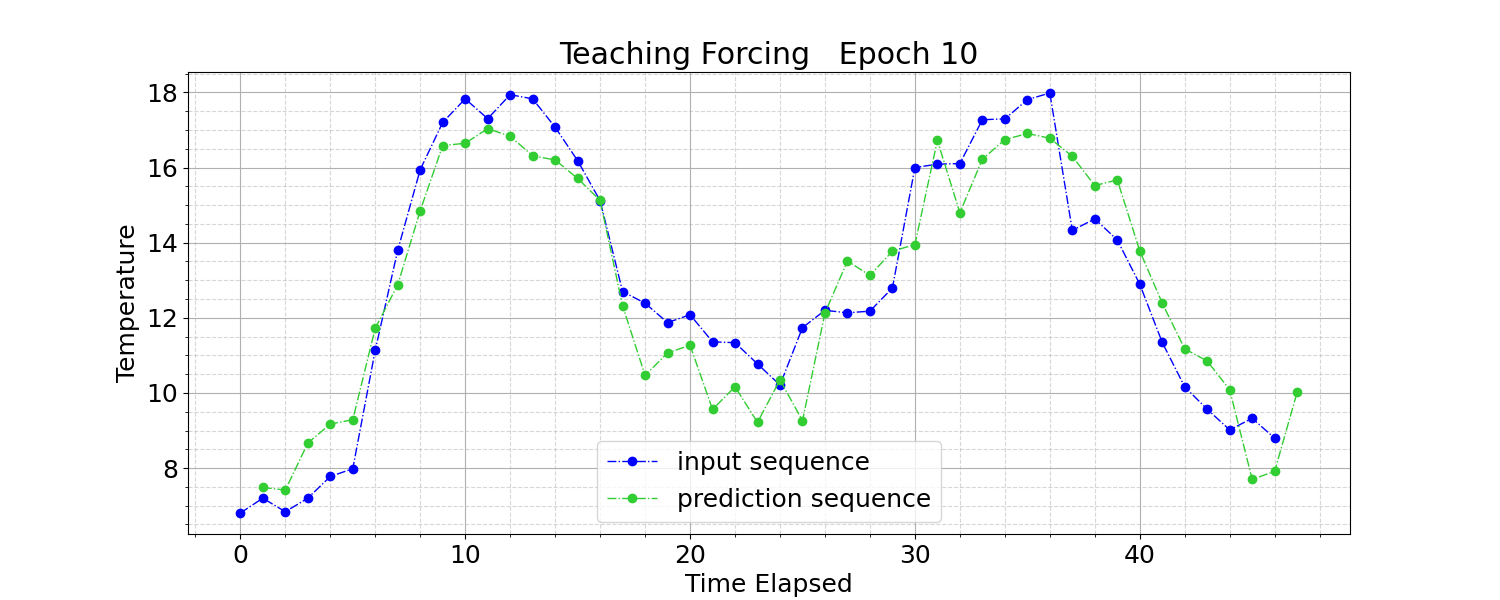 Teaching Forcing   Epoch 10
Temperature
18
16
14
12
10
8
input sequence
prediction sequence
0 10 20 30 40
Time Elapsed